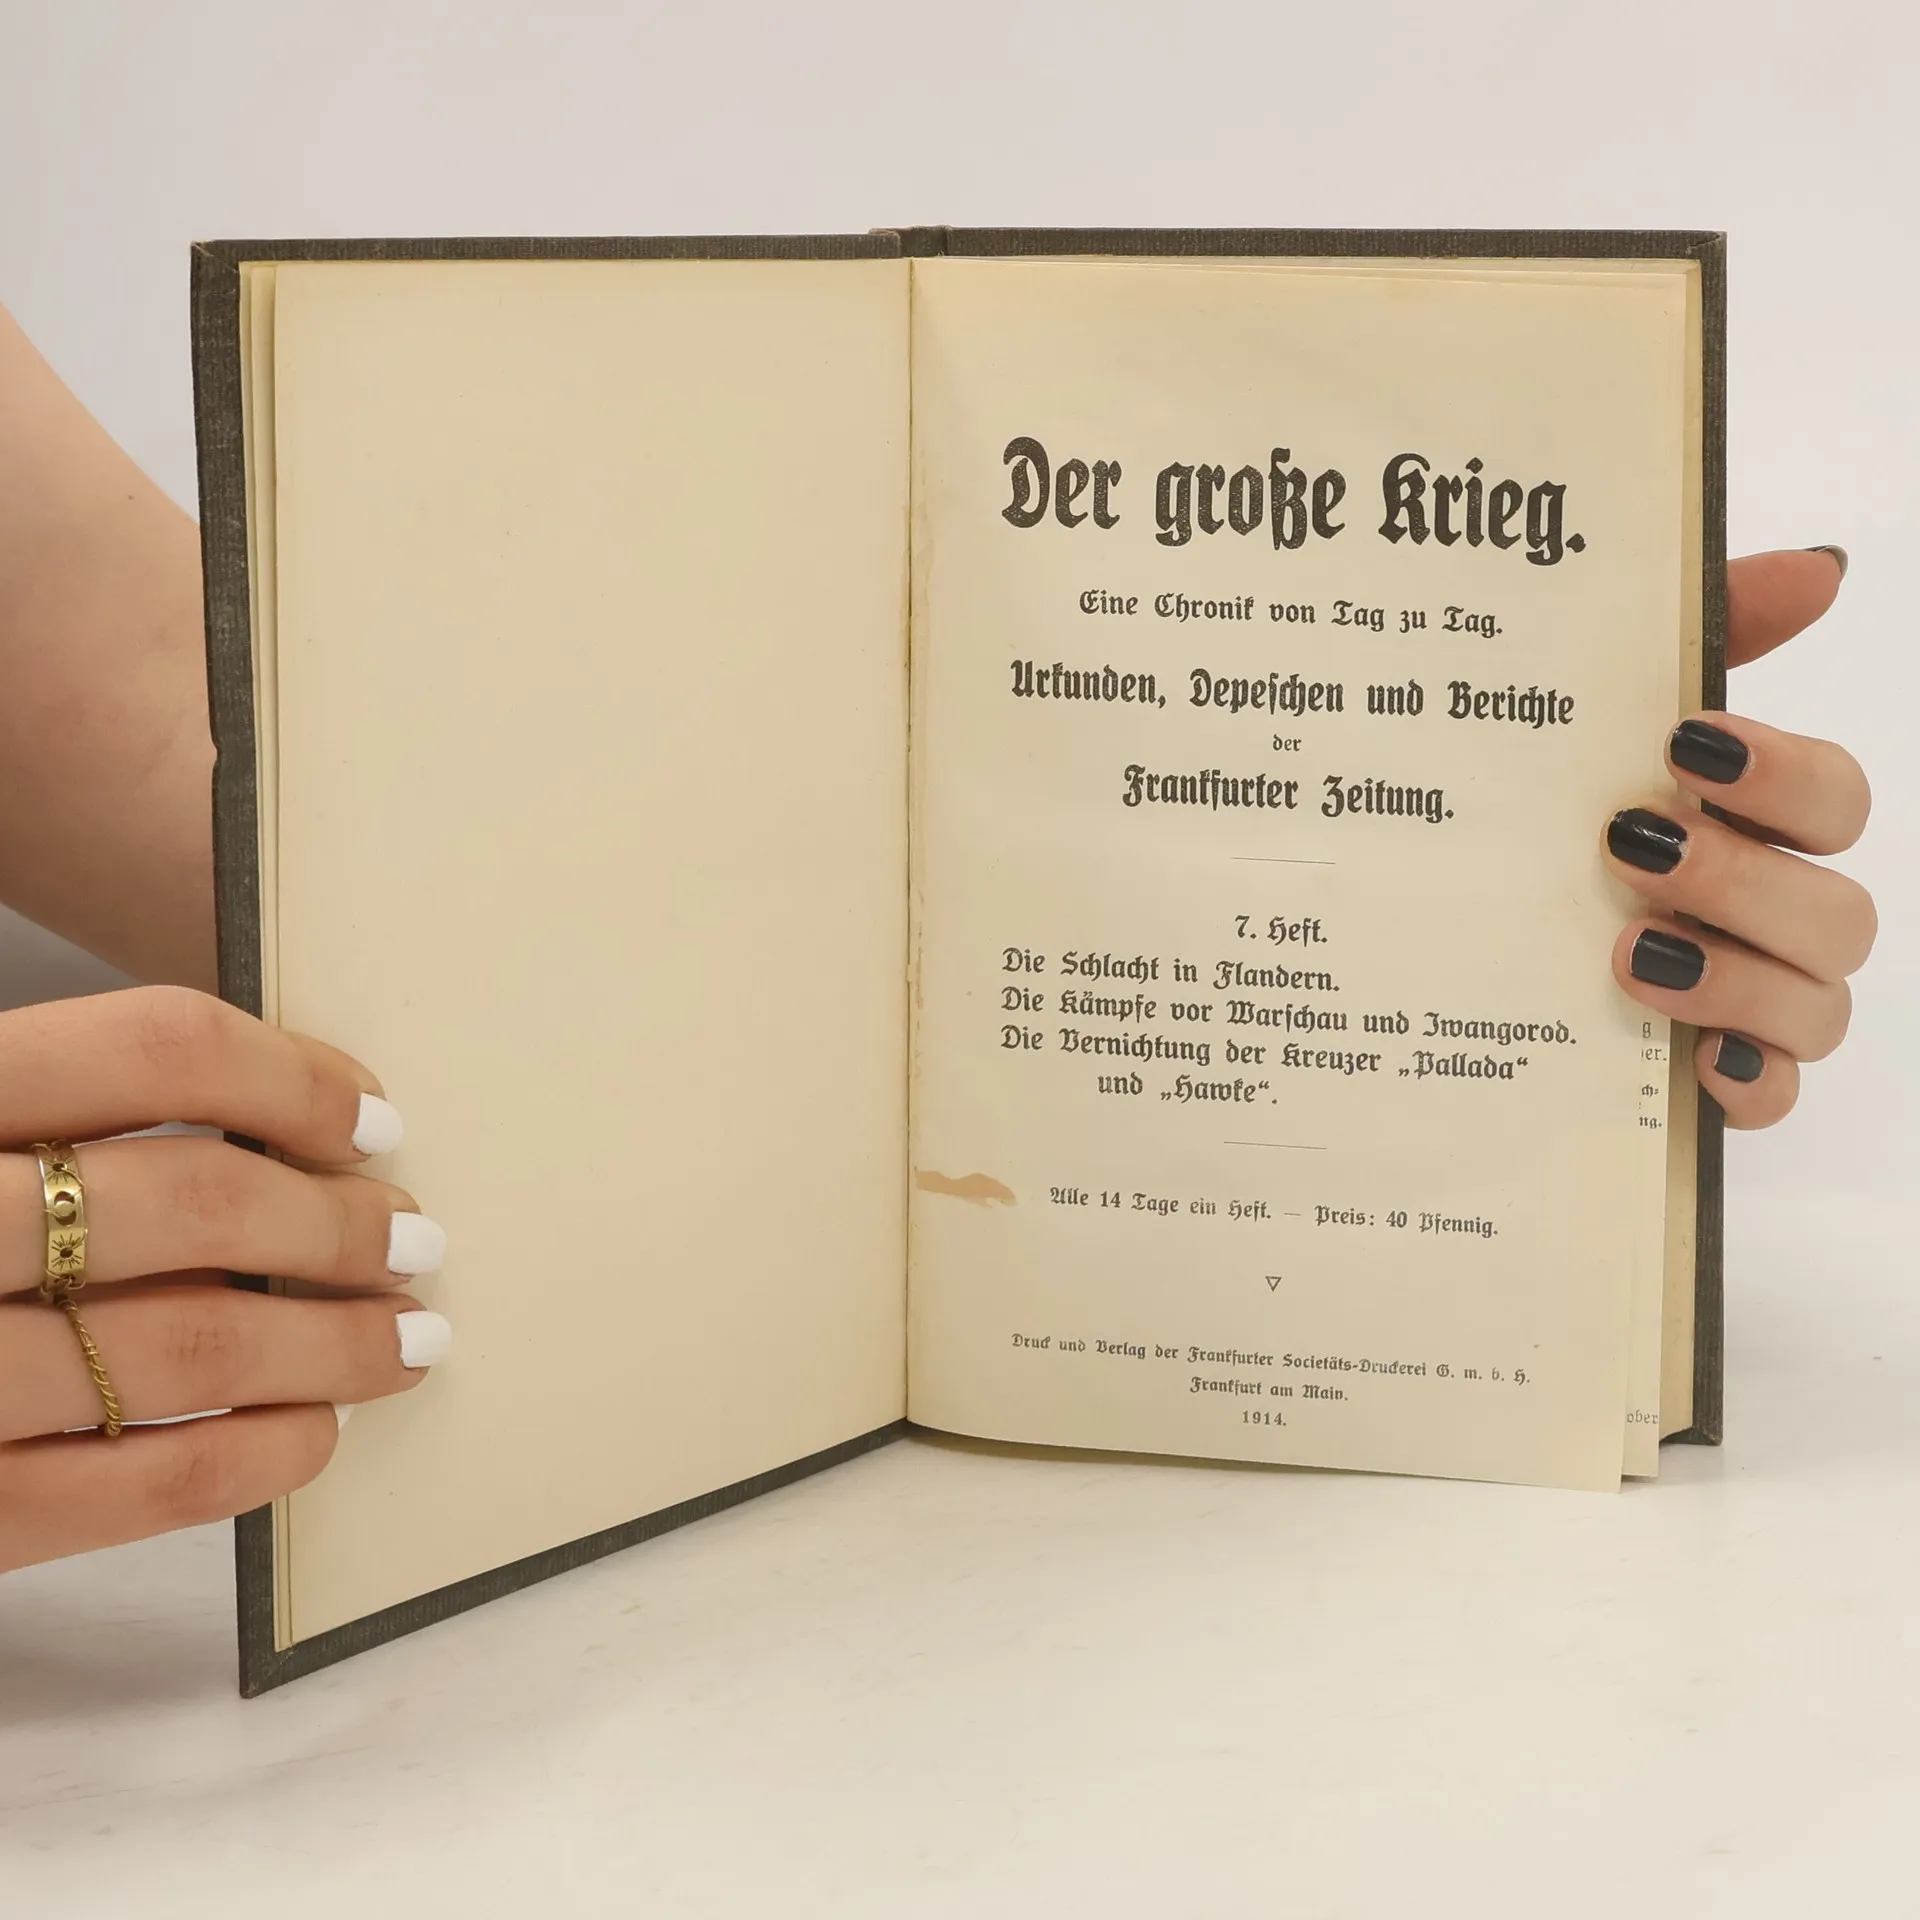 Der große Krieg.
Eine Chronik von Tag zu Tag.
Urkunden, Depeschen und Berichte
der
Frankfurter Zeitung.
7. Heft.
Die Schlacht in Flandern.
Die Kämpfe vor Warschau und Iwangorod.
Die Vernichtung der Kreuzer „Pallada“
und „Hawke“.
Alle 14 Tage ein Heft. — Preis: 40 Pfennig.
Druck und Verlag der Frankfurter Societäts-Druckerei G. m. b. H.
Frankfurt am Main.
1914.